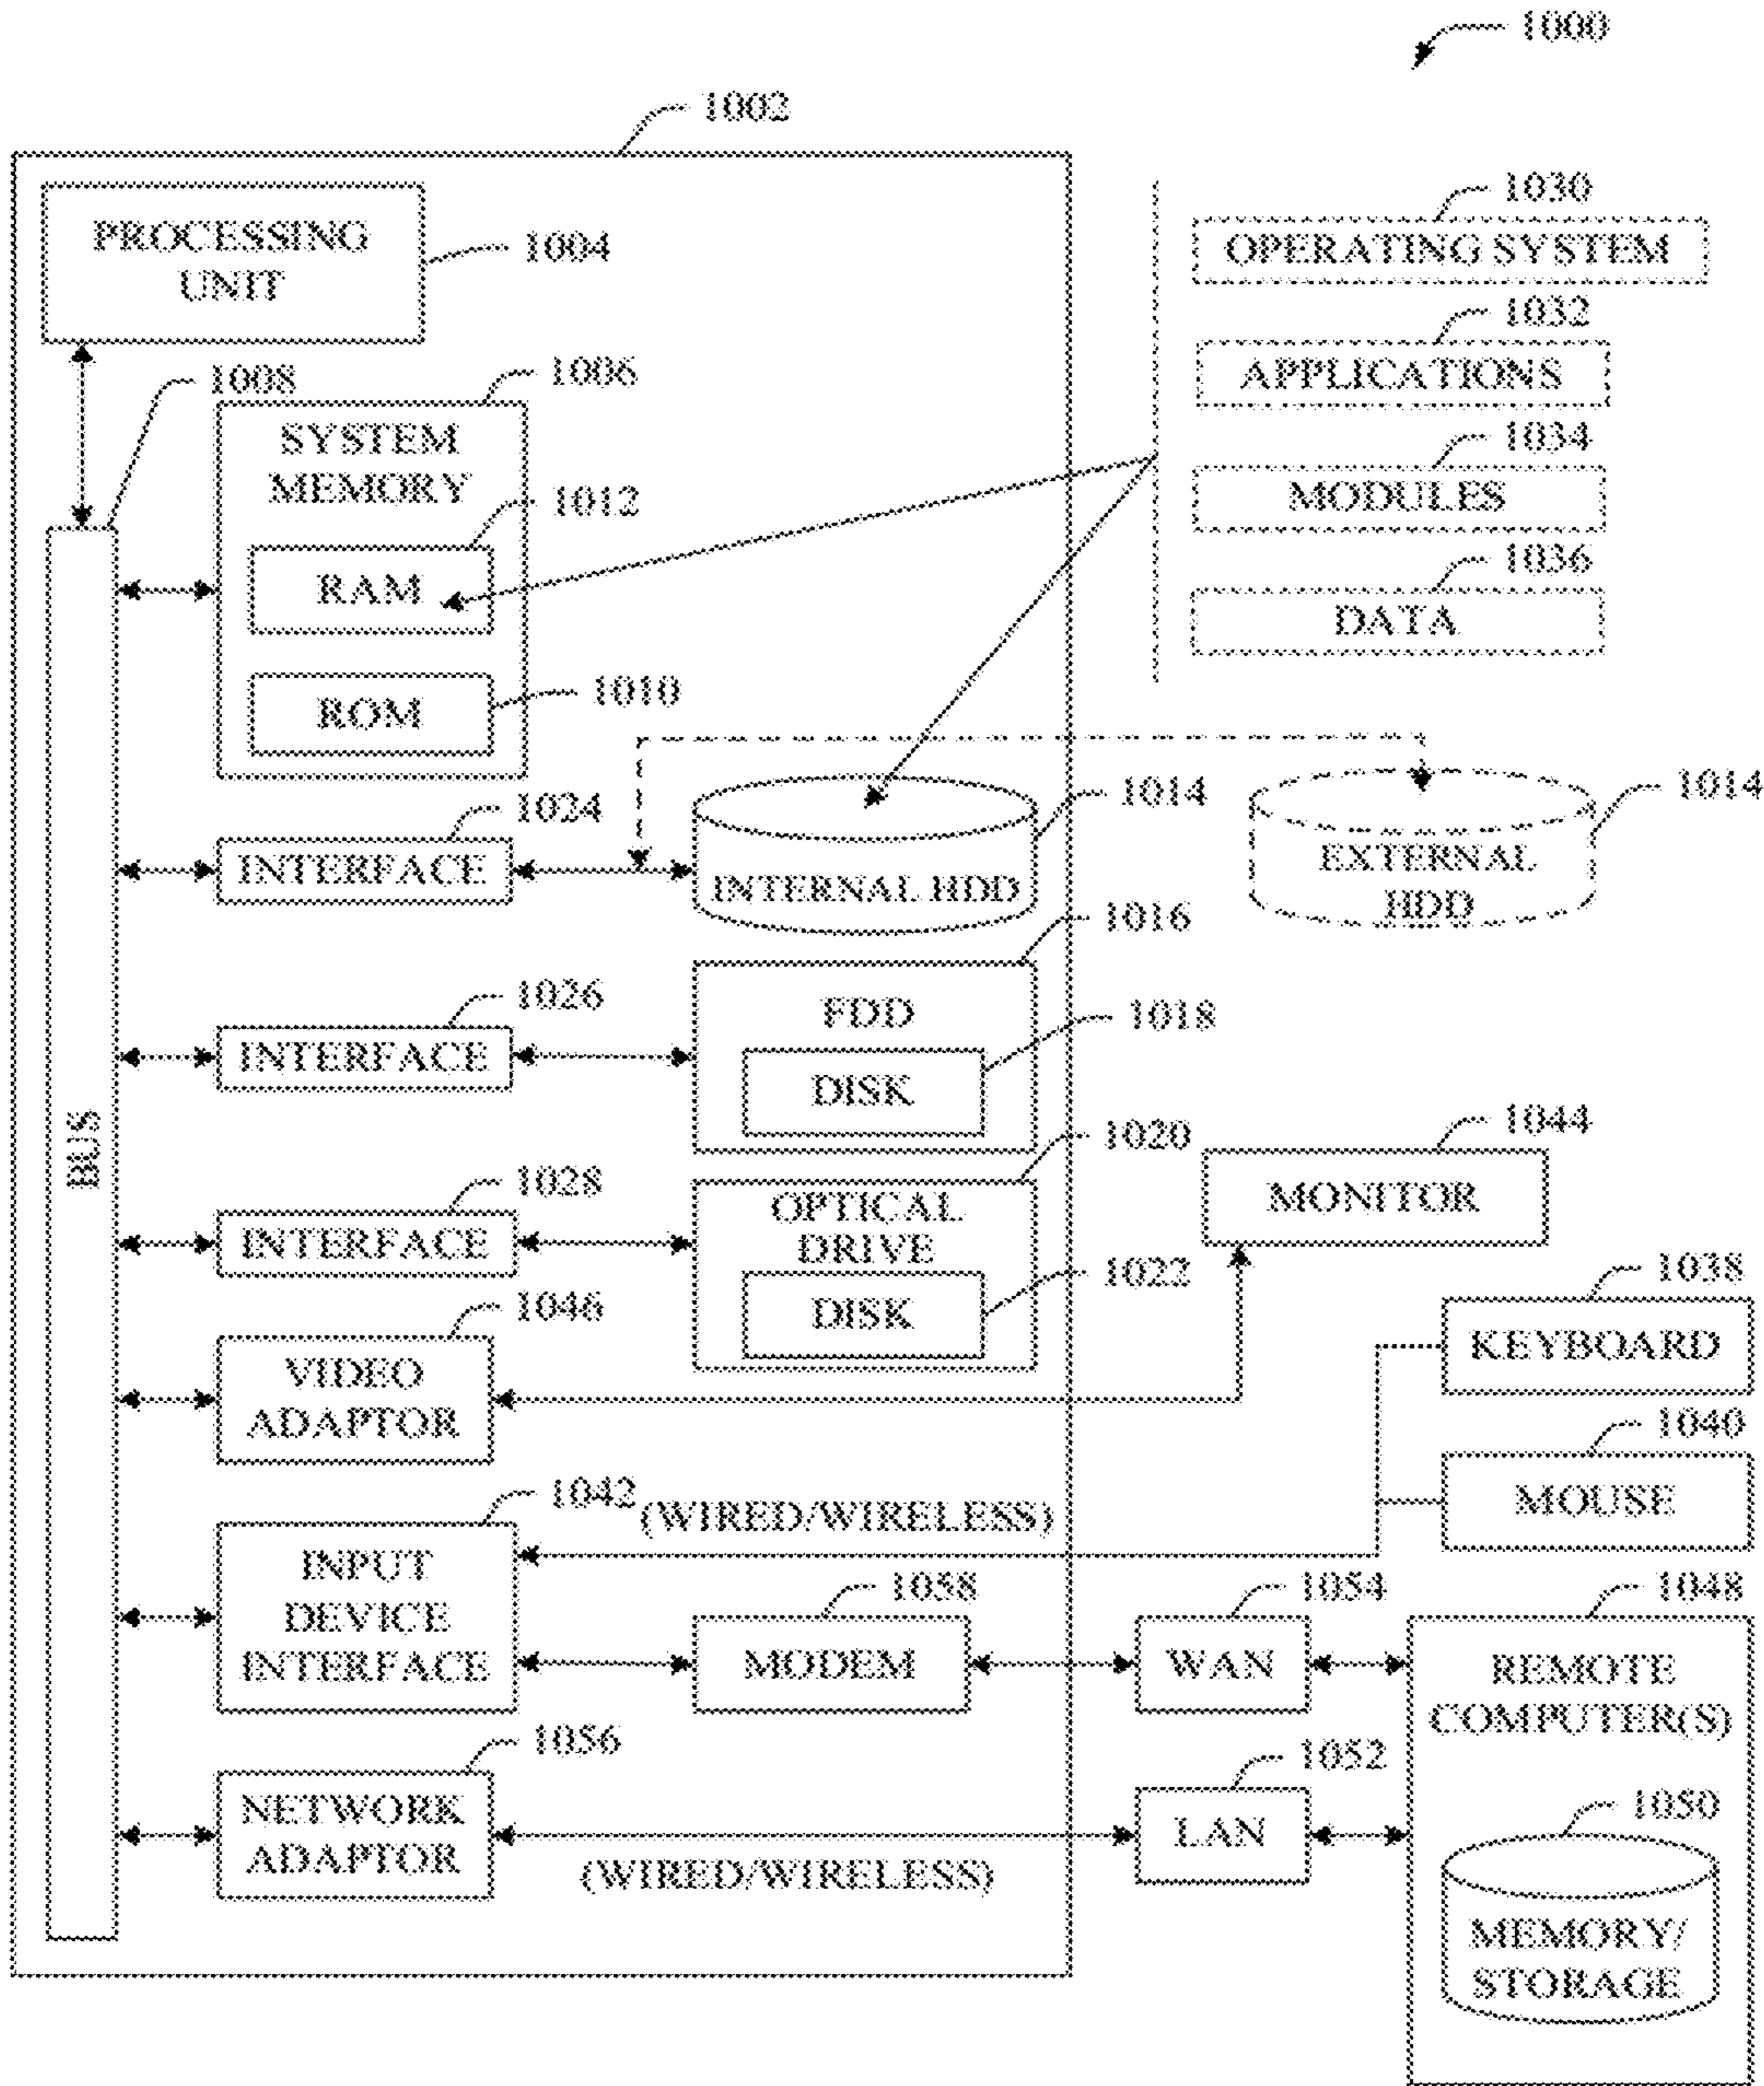 1000
1002
PROCESSING
UNIT
1004
1030
OPERATING SYSTEM
1032
APPLICATIONS
1034
MODULES
1036
DATA
1008
1006
SYSTEM
MEMORY
1012
RAM
1010
ROM
BUS
1024
INTERFACE
1014
INTERNAL HDD
1014
EXTERNAL
HDD
1026
INTERFACE
1016
FDD
1018
DISK
1028
INTERFACE
1020
OPTICAL
DRIVE
1022
DISK
1044
MONITOR
1046
VIDEO
ADAPTOR
1038
KEYBOARD
1040
MOUSE
1042
(WIRED/WIRELESS)
INPUT
DEVICE
INTERFACE
1058
MODEM
1054
WAN
1048
REMOTE
COMPUTER(S)
1056
NETWORK
ADAPTOR
(WIRED/WIRELESS)
1052
LAN
1050
MEMORY/
STORAGE